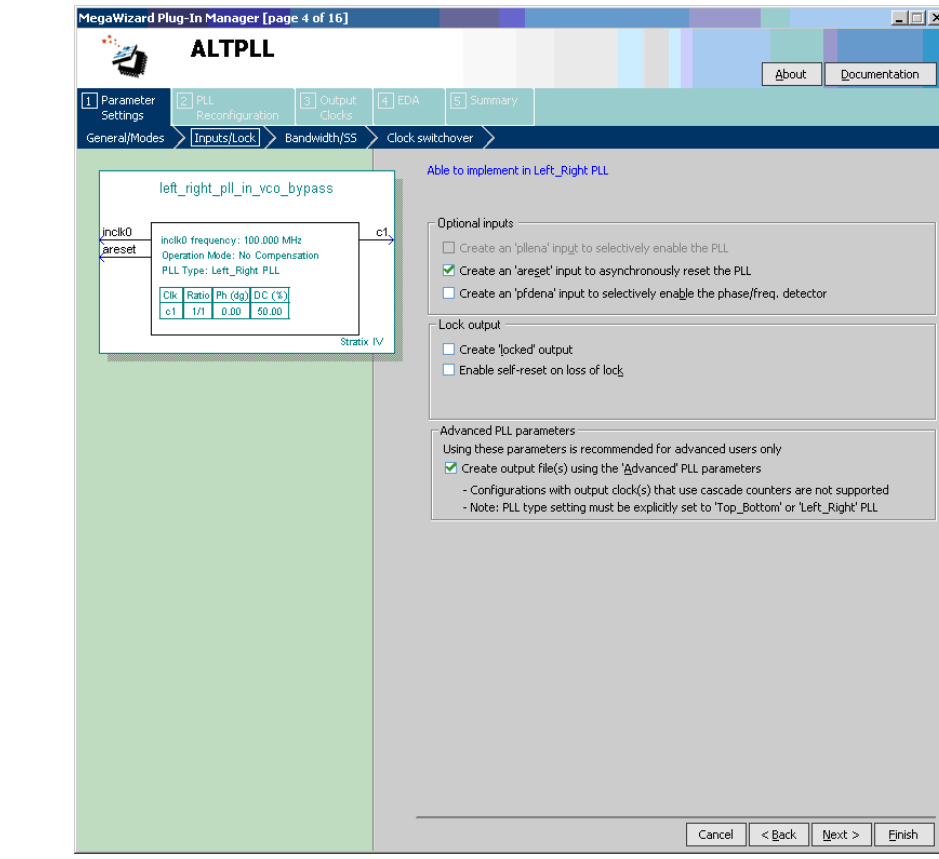 MegaWizard Plug-In Manager [page 4 of 16]
ALTPLL
About
Documentation
1 Parameter Settings
2 PLL Reconfiguration
3 Output Clocks
4 EDA
5 Summary
General/Modes
Inputs/Lock
Bandwidth/SS
Clock switchover
left_right_pll_in_vco_bypass
inclk0
areset
c1
inclk0 frequency: 100.000 MHz
Operation Mode: No Compensation
PLL Type: Left_Right PLL
Clk Ratio Ph (dg) DC (%)
c1 1/1 0.00 50.00
Stratix IV
Able to implement in Left_Right PLL
Optional inputs
Create an 'pllena' input to selectively enable the PLL
Create an 'areset' input to asynchronously reset the PLL
Create an 'pfdena' input to selectively enable the phase/freq. detector
Lock output
Create 'locked' output
Enable self-reset on loss of lock
Advanced PLL parameters
Using these parameters is recommended for advanced users only
Create output file(s) using the 'Advanced' PLL parameters
- Configurations with output clock(s) that use cascade counters are not supported
- Note: PLL type setting must be explicitly set to 'Top_Bottom' or 'Left_Right' PLL
Cancel
< Back
Next >
Finish